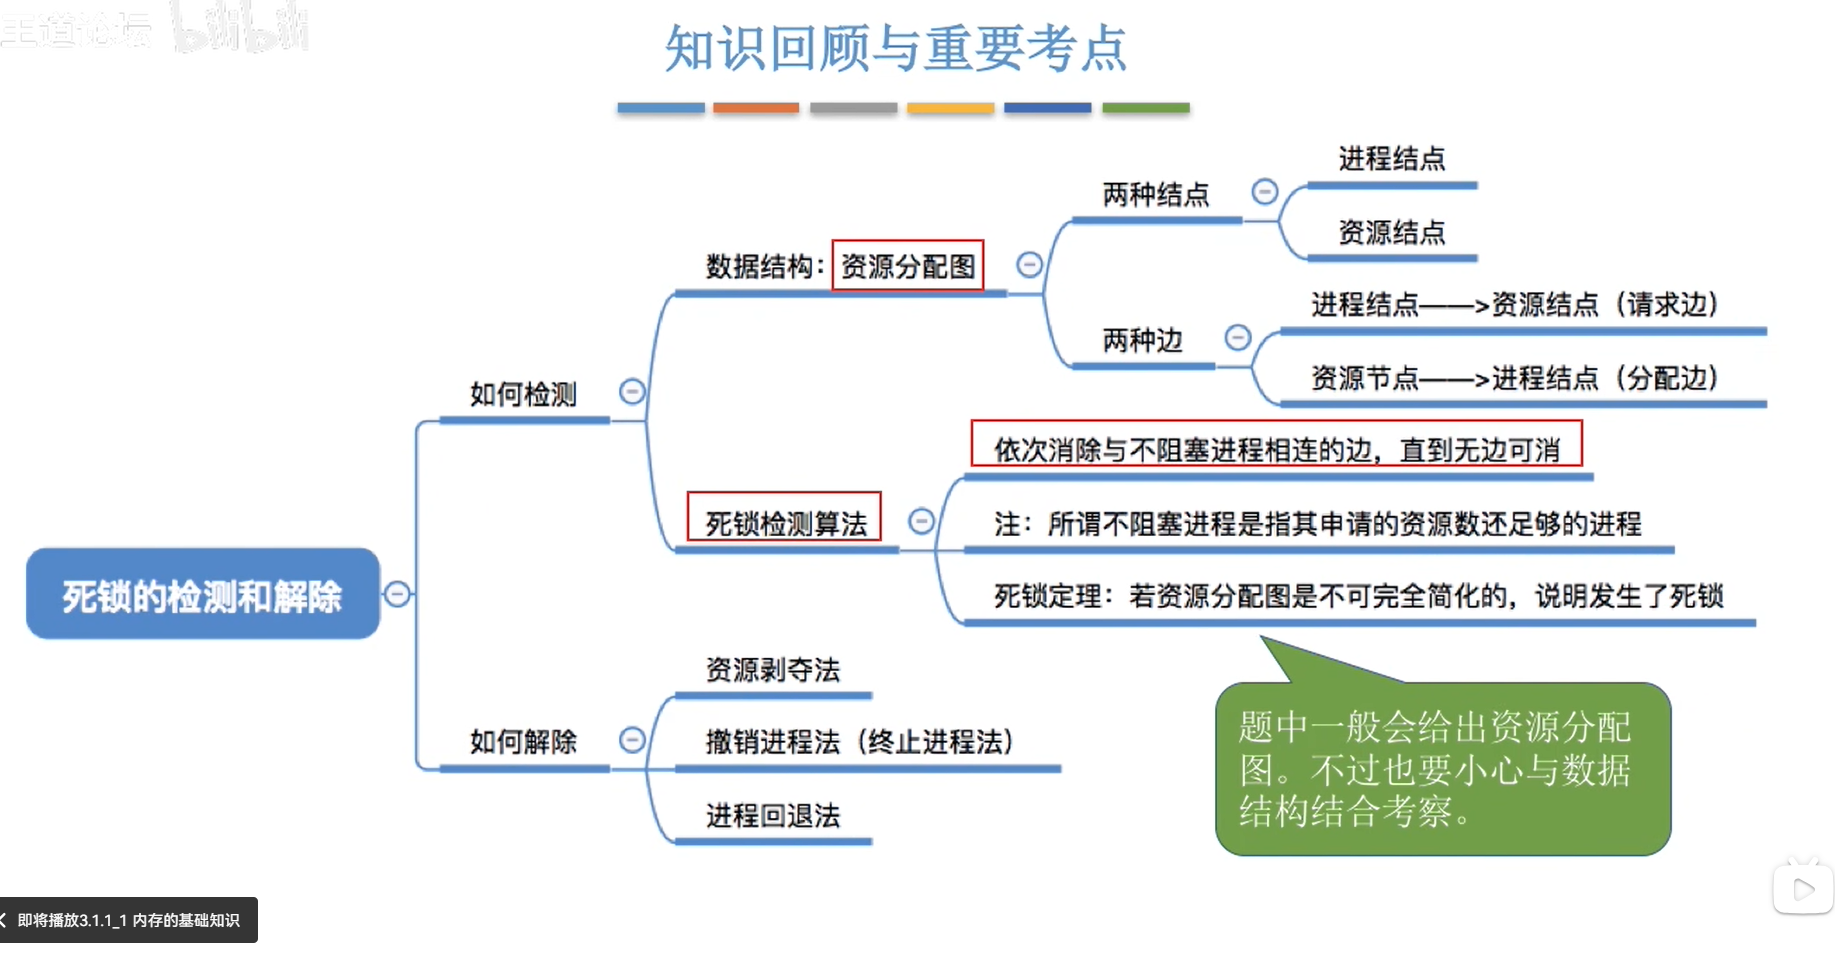 王道论坛 bilibili
知识回顾与重要考点
死锁的检测和解除
如何检测
数据结构：资源分配图
两种结点
进程结点
资源结点
两种边
进程结点——>资源结点（请求边）
资源节点——>进程结点（分配边）
死锁检测算法
依次消除与不阻塞进程相连的边，直到无边可消
注：所谓不阻塞进程是指其申请的资源数还足够的进程
死锁定理：若资源分配图是不可完全简化的，说明发生了死锁
题中一般会给出资源分配
图。不过也要小心与数据
结构结合考察。
如何解除
资源剥夺法
撤销进程法（终止进程法）
进程回退法
即将播放3.1.1_1 内存的基础知识